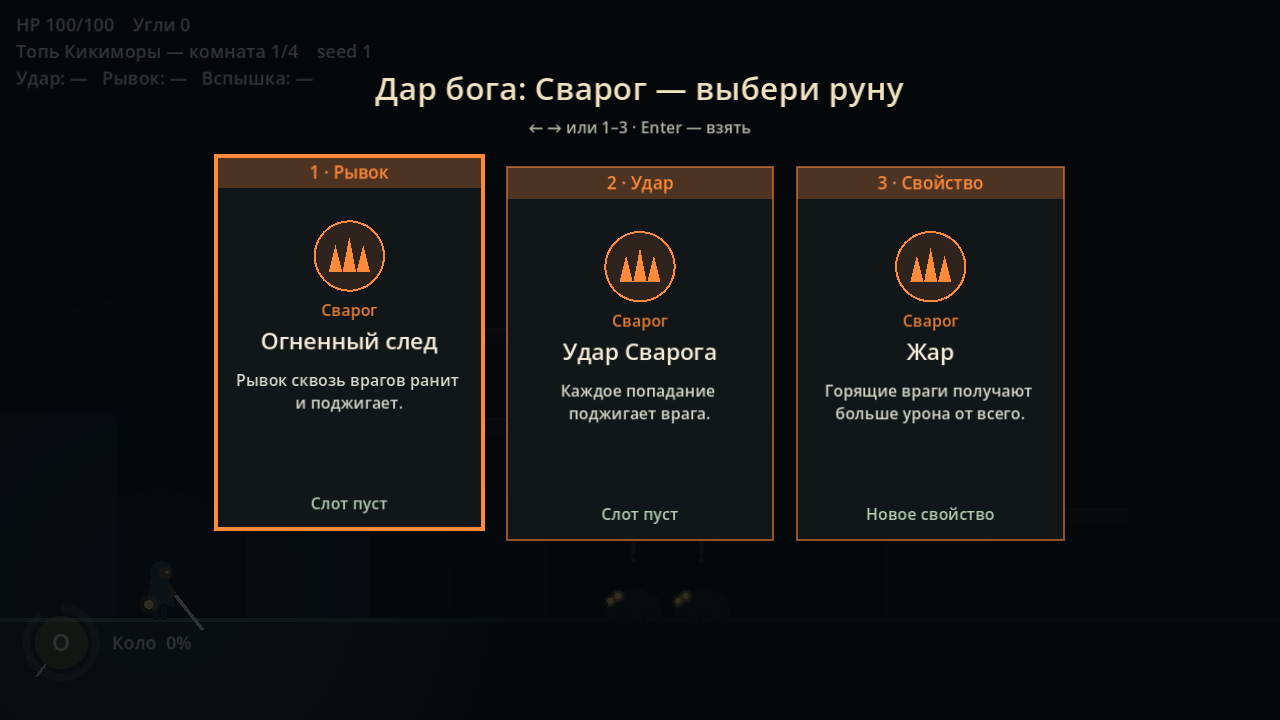 HP 100/100 Угли 0
Топь Кикиморы — комната 1/4 seed 1
Удар: — Рывок: — Вспышка: —
Дар бога: Сварог — выбери руну
← → или 1–3 · Enter — взять
1 · Рывок
Сварог
Огненный след
Рывок сквозь врагов ранит
и поджигает.
Слот пуст
2 · Удар
Сварог
Удар Сварога
Каждое попадание
поджигает врага.
Слот пуст
3 · Свойство
Сварог
Жар
Горящие враги получают
больше урона от всего.
Новое свойство
О
Коло 0%